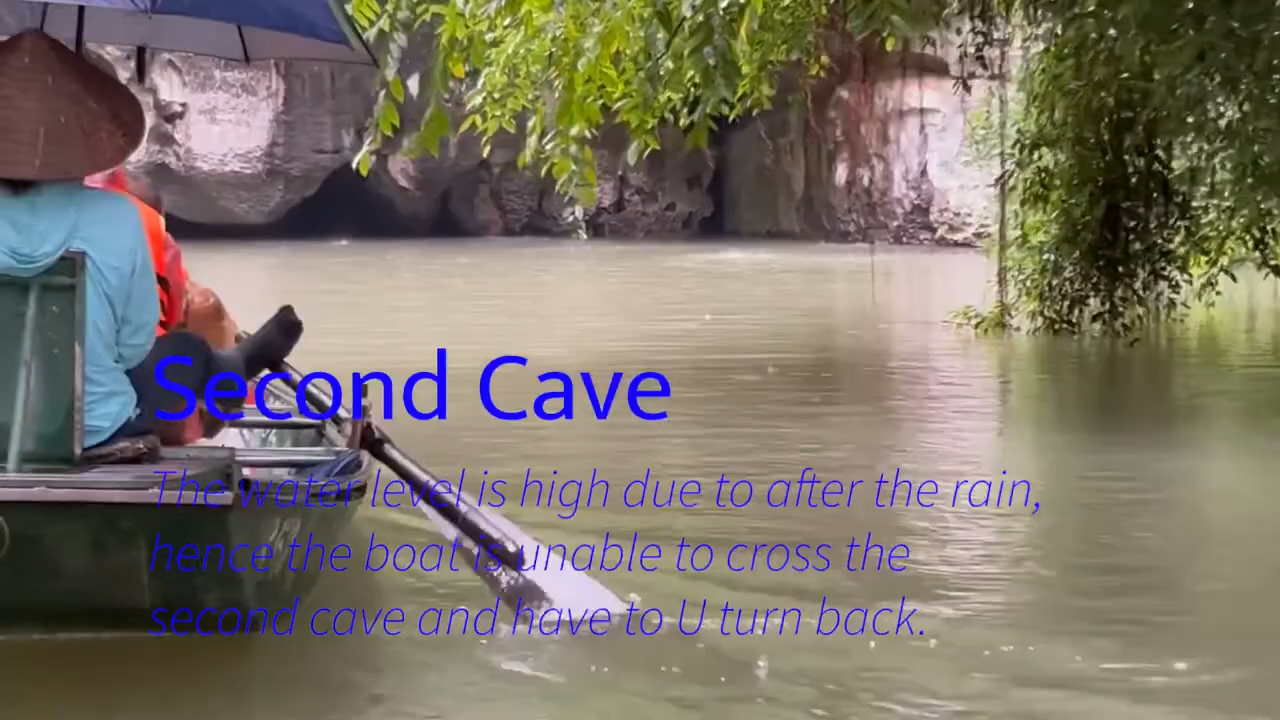 Second Cave
The water level is high due to after the rain,
hence the boat is unable to cross the
second cave and have to U turn back.